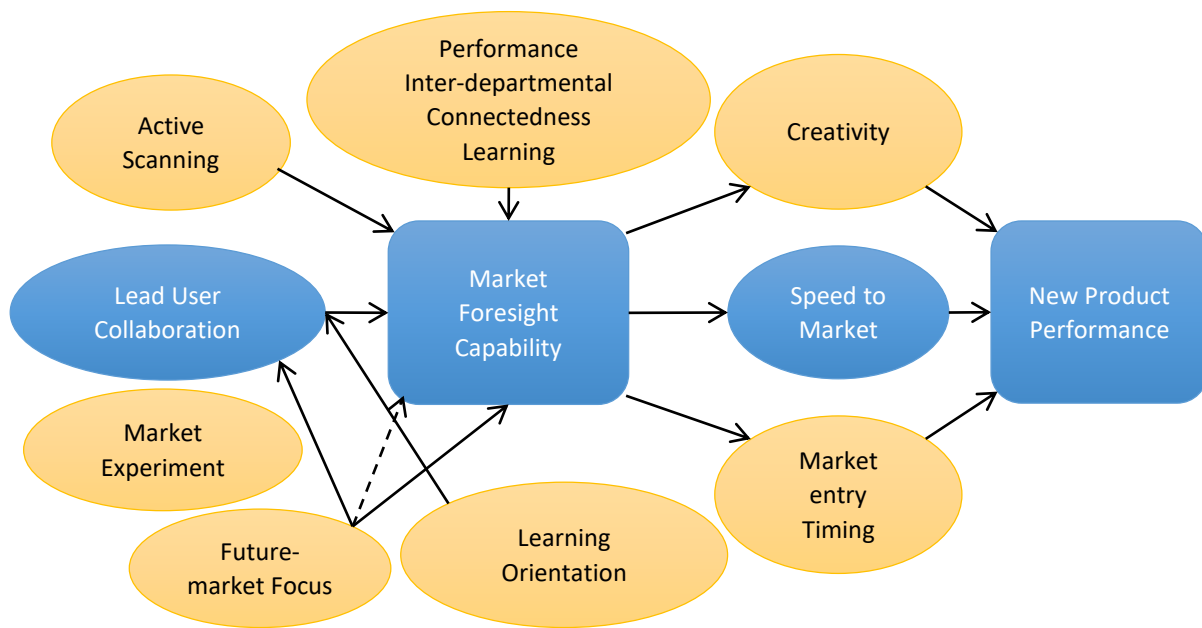 Performance
Inter-departmental
Connectedness
Learning
Active
Scanning
Creativity
Lead User
Collaboration
Market
Foresight
Capability
Speed to
Market
New Product
Performance
Market
Experiment
Market
entry
Timing
Future-
market Focus
Learning
Orientation